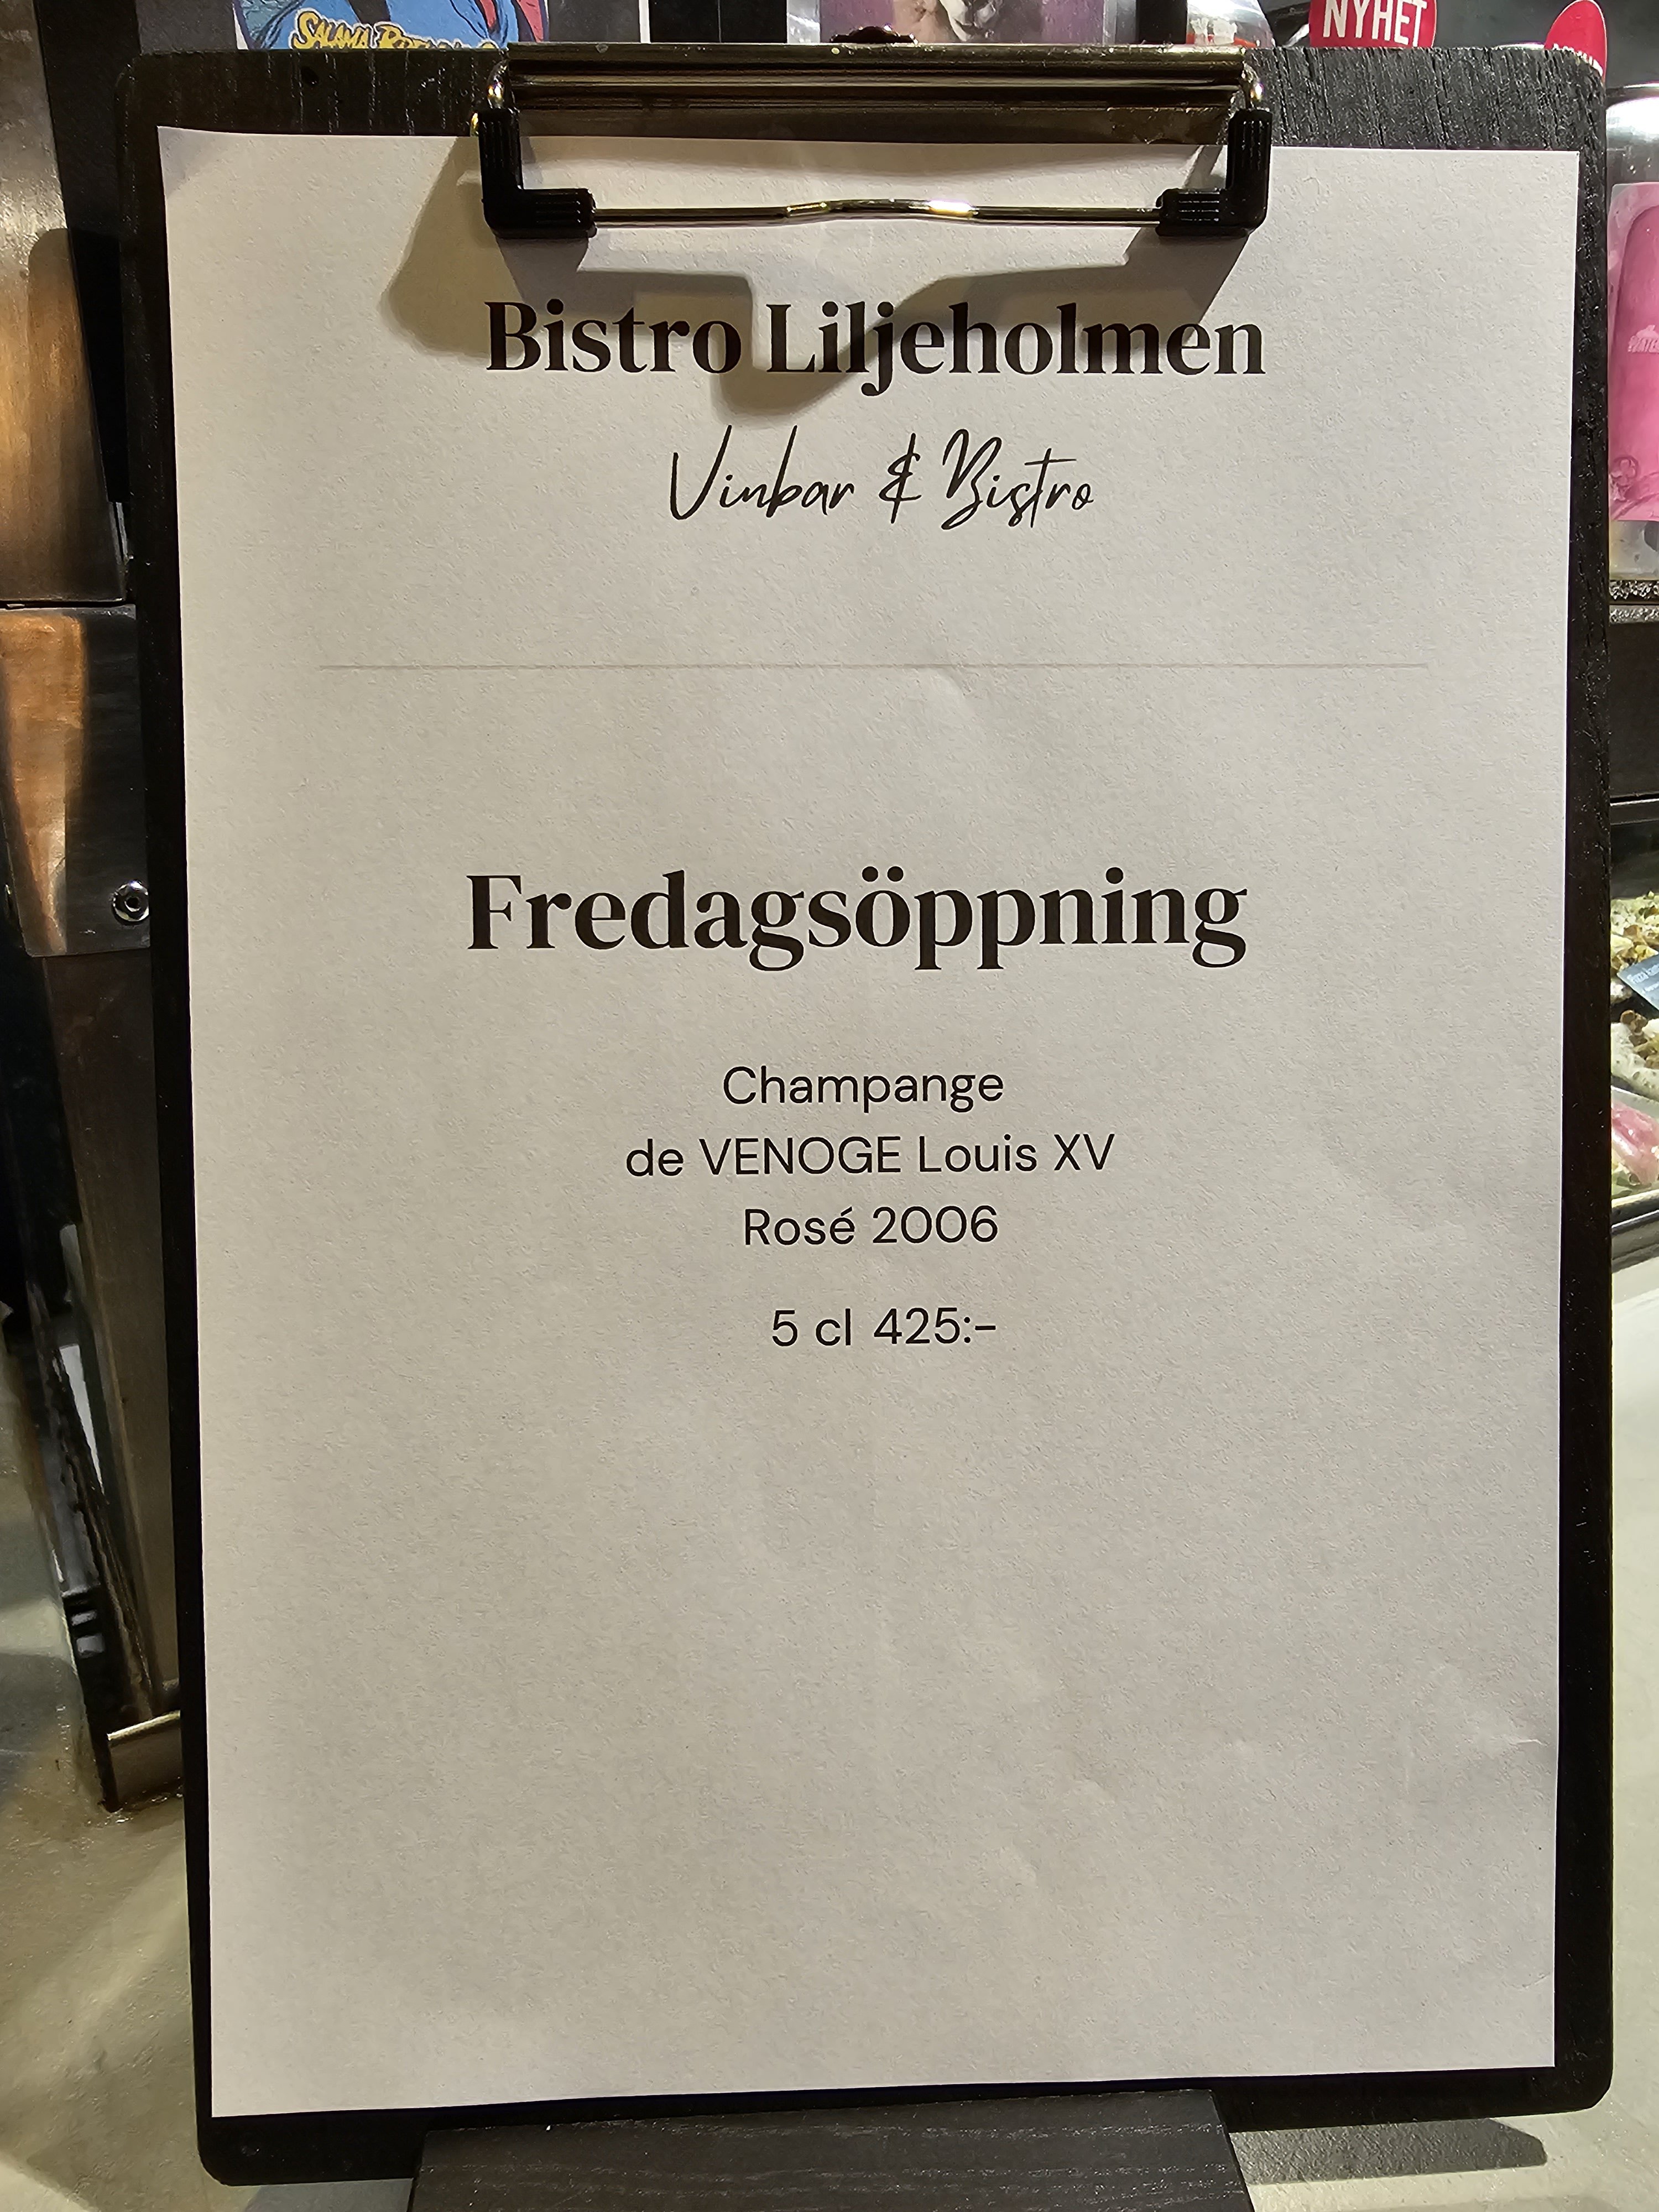 NYHET
Bistro Liljeholmen
Vinbar & Bistro
Fredagsöppning
Champange
de VENOGE Louis XV
Rosé 2006
5 cl 425:-